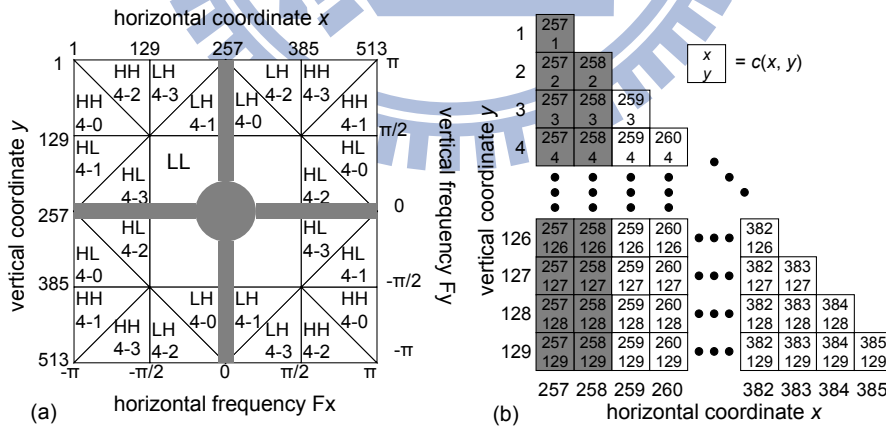 horizontal coordinate x
1 129 257 385 513
1 HH 4-2 LH 4-3 LH 4-2 HH 4-3 π
HH 4-0 LH 4-1 LH 4-0 HH 4-1
129 π/2
HL 4-1 LL HL 4-0
HL 4-3 HL 4-2
257 0
HL 4-2 HL 4-3
HL 4-0 HL 4-1
385 -π/2
HH 4-1 LH 4-0 LH 4-1 HH 4-0
HH 4-3 LH 4-2 LH 4-3 HH 4-2
513 -π
-π -π/2 0 π/2 π
horizontal frequency Fx
vertical coordinate y
vertical frequency Fy
(a)
x
y
= c(x, y)
1 257
1
2 257 258
2 2
3 257 258 259
3 3 3
4 257 258 259 260
4 4 4 4
126 257 258 259 260 382
126 126 126 126 126
127 257 258 259 260 382 383
127 127 127 127 127 127
128 257 258 259 260 382 383 384
128 128 128 128 128 128 128
129 257 258 259 260 382 383 384 385
129 129 129 129 129 129 129 129
257 258 259 260 382 383 384 385
vertical coordinate y
(b) horizontal coordinate x